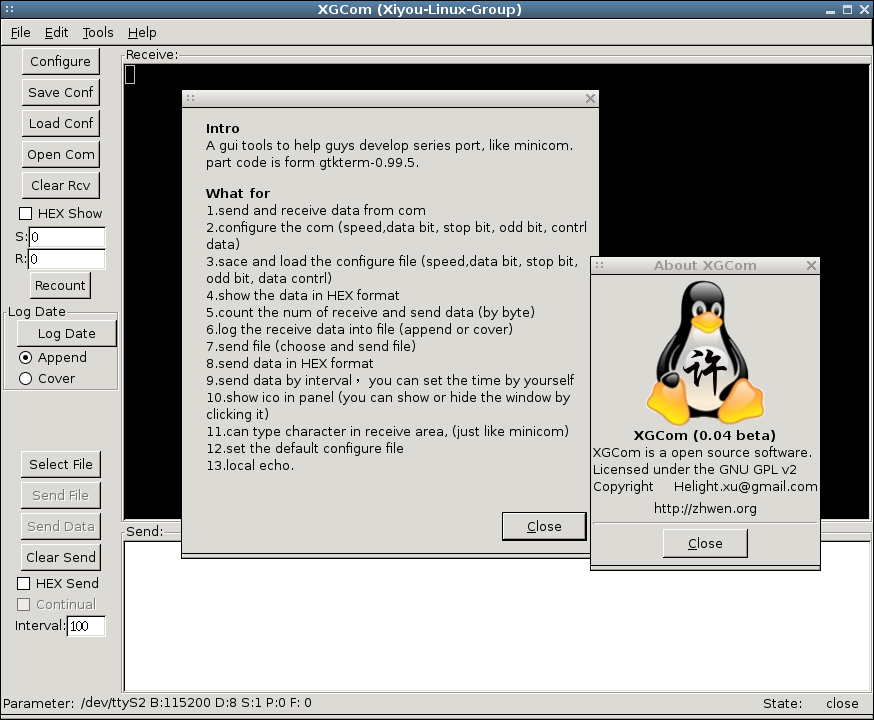 XGCom (Xiyou-Linux-Group)
File Edit Tools Help
Configure
Save Conf
Load Conf
Open Com
Clear Rcv
HEX Show
S: 0
R: 0
Recount
Log Date
Log Date
Append
Cover
Select File
Send File
Send Data
Clear Send
HEX Send
Continual
Interval: 100
Receive:
Intro
A gui tools to help guys develop series port, like minicom.
part code is form gtkterm-0.99.5.
What for
1.send and receive data from com
2.configure the com (speed,data bit, stop bit, odd bit, contrl
data)
3.sace and load the configure file (speed,data bit, stop bit,
odd bit, data contrl)
4.show the data in HEX format
5.count the num of receive and send data (by byte)
6.log the receive data into file (append or cover)
7.send file (choose and send file)
8.send data in HEX format
9.send data by interval，you can set the time by yourself
10.show ico in panel (you can show or hide the window by
clicking it)
11.can type character in receive area, (just like minicom)
12.set the default configure file
13.local echo.
Close
About XGCom
许
XGCom (0.04 beta)
XGCom is a open source software.
Licensed under the GNU GPL v2
Copyright Helight.xu@gmail.com
http://zhwen.org
Close
Send:
Parameter: /dev/ttyS2 B:115200 D:8 S:1 P:0 F: 0
State: close